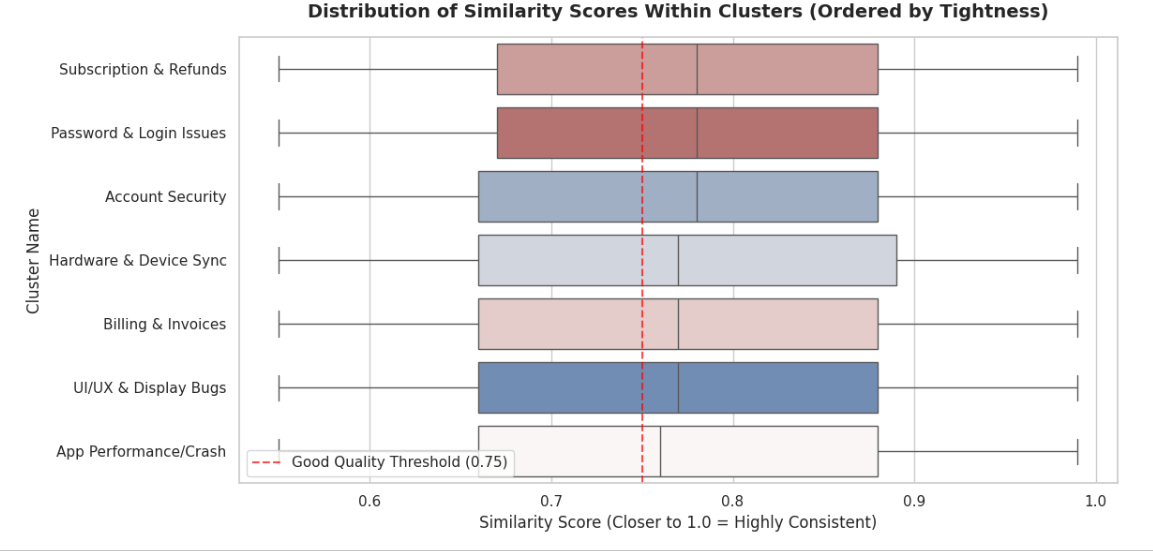 Distribution of Similarity Scores Within Clusters (Ordered by Tightness)
Cluster Name
Subscription & Refunds
Password & Login Issues
Account Security
Hardware & Device Sync
Billing & Invoices
UI/UX & Display Bugs
App Performance/Crash
Good Quality Threshold (0.75)
0.6 0.7 0.8 0.9 1.0
Similarity Score (Closer to 1.0 = Highly Consistent)